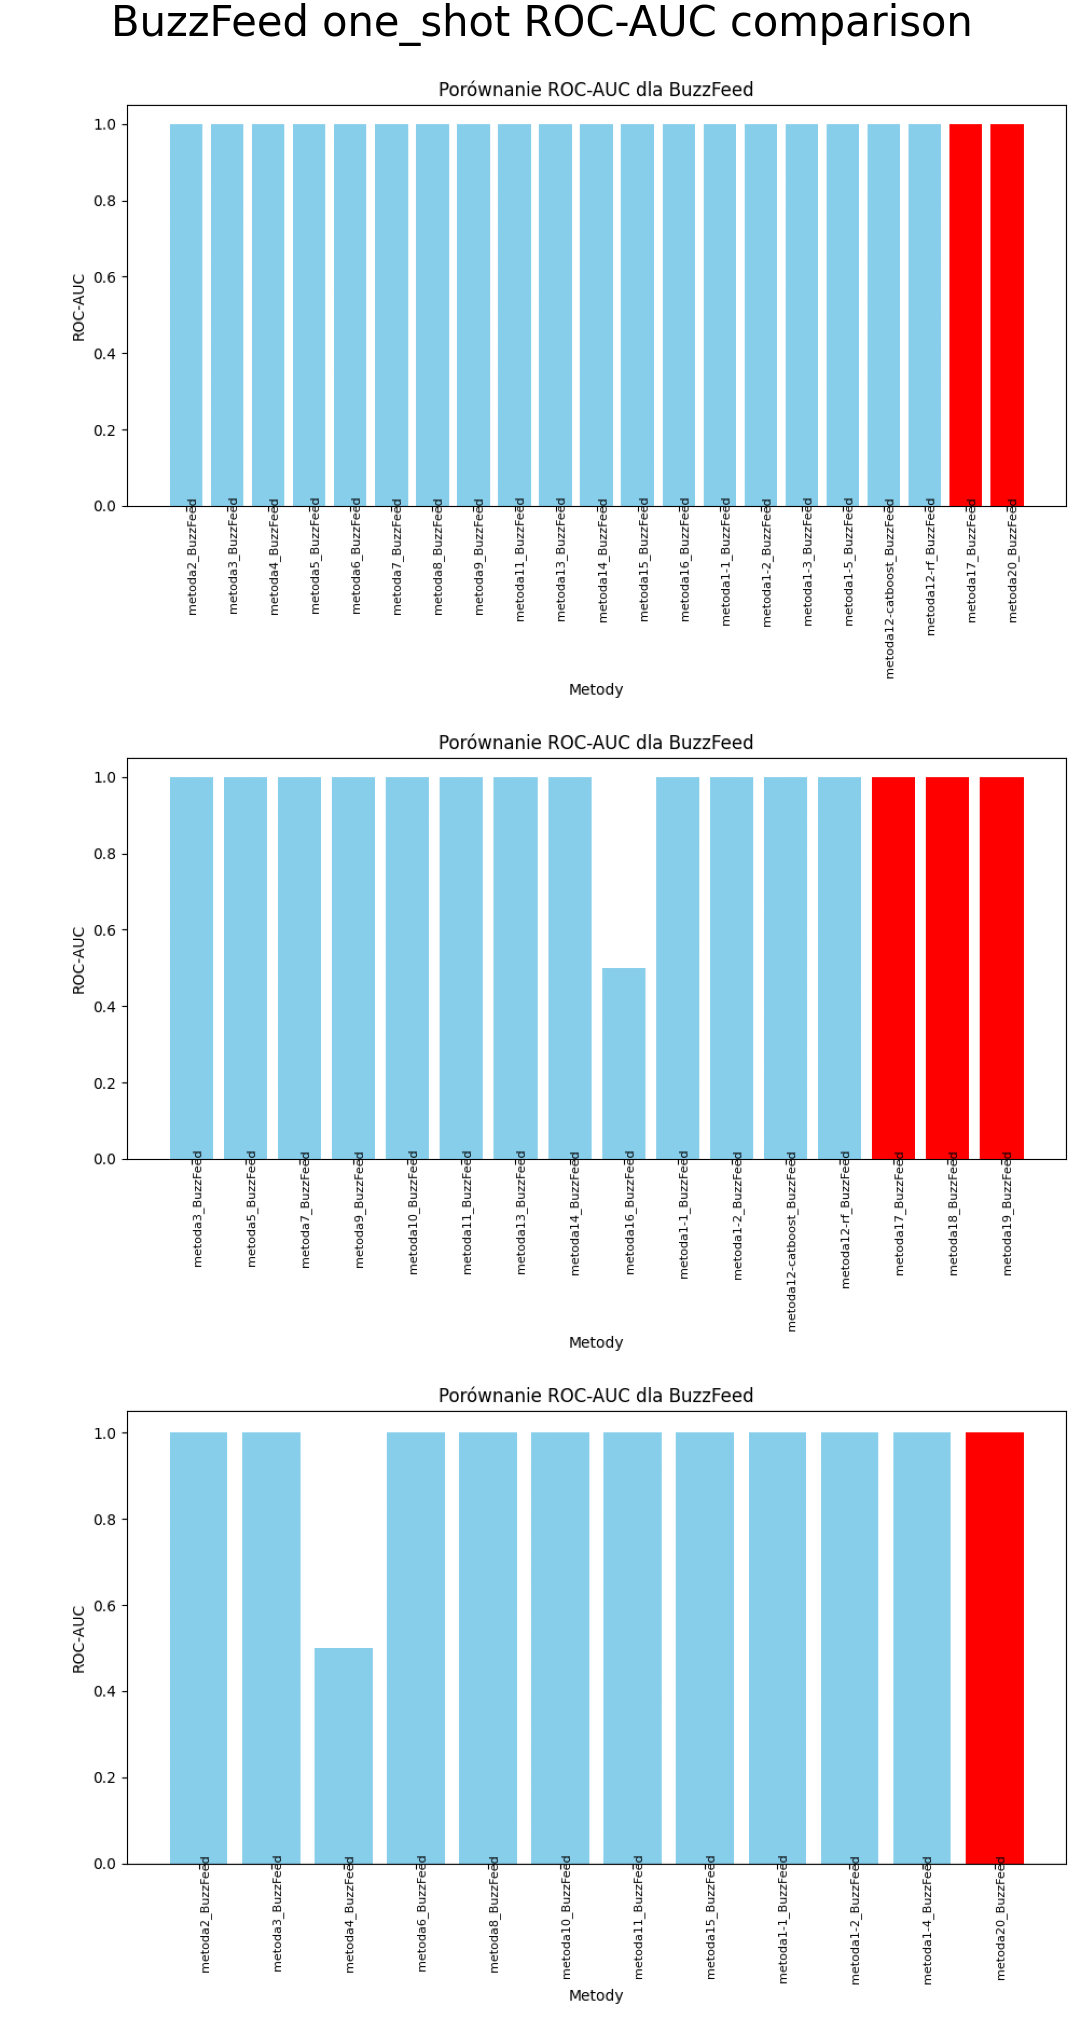 BuzzFeed one_shot ROC-AUC comparison
Porównanie ROC-AUC dla BuzzFeed
ROC-AUC
1.0
0.8
0.6
0.4
0.2
0.0
metoda2_BuzzFeed
metoda3_BuzzFeed
metoda4_BuzzFeed
metoda5_BuzzFeed
metoda6_BuzzFeed
metoda7_BuzzFeed
metoda8_BuzzFeed
metoda9_BuzzFeed
metoda11_BuzzFeed
metoda13_BuzzFeed
metoda14_BuzzFeed
metoda15_BuzzFeed
metoda16_BuzzFeed
metoda1-1_BuzzFeed
metoda1-2_BuzzFeed
metoda1-3_BuzzFeed
metoda1-5_BuzzFeed
metoda12-catboost_BuzzFeed
metoda12-rf_BuzzFeed
metoda17_BuzzFeed
metoda20_BuzzFeed
Metody
Porównanie ROC-AUC dla BuzzFeed
ROC-AUC
1.0
0.8
0.6
0.4
0.2
0.0
metoda3_BuzzFeed
metoda5_BuzzFeed
metoda7_BuzzFeed
metoda9_BuzzFeed
metoda10_BuzzFeed
metoda11_BuzzFeed
metoda13_BuzzFeed
metoda14_BuzzFeed
metoda16_BuzzFeed
metoda1-1_BuzzFeed
metoda1-2_BuzzFeed
metoda12-catboost_BuzzFeed
metoda12-rf_BuzzFeed
metoda17_BuzzFeed
metoda18_BuzzFeed
metoda19_BuzzFeed
Metody
Porównanie ROC-AUC dla BuzzFeed
ROC-AUC
1.0
0.8
0.6
0.4
0.2
0.0
metoda2_BuzzFeed
metoda3_BuzzFeed
metoda4_BuzzFeed
metoda6_BuzzFeed
metoda8_BuzzFeed
metoda10_BuzzFeed
metoda11_BuzzFeed
metoda15_BuzzFeed
metoda1-1_BuzzFeed
metoda1-2_BuzzFeed
metoda1-4_BuzzFeed
metoda20_BuzzFeed
Metody